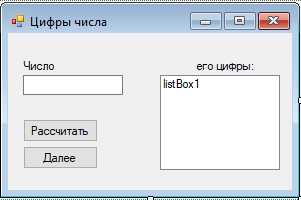 Цифры числа
Число
его цифры:
listBox1
Рассчитать
Далее